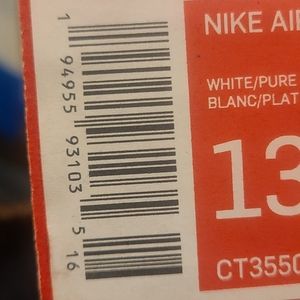 1 94955 93103 5 16
NIKE AI
WHITE/PURE
BLANC/PLAT
13
CT3550